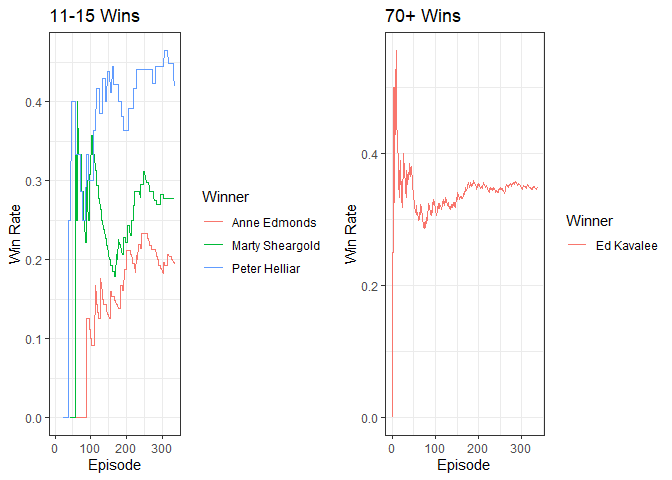 11-15 Wins
Win Rate
0.4
0.3
0.2
0.1
0.0
0 100 200 300
Episode
Winner
Anne Edmonds
Marty Sheargold
Peter Helliar
70+ Wins
Win Rate
0.4
0.2
0.0
0 100 200 300
Episode
Winner
Ed Kavalee